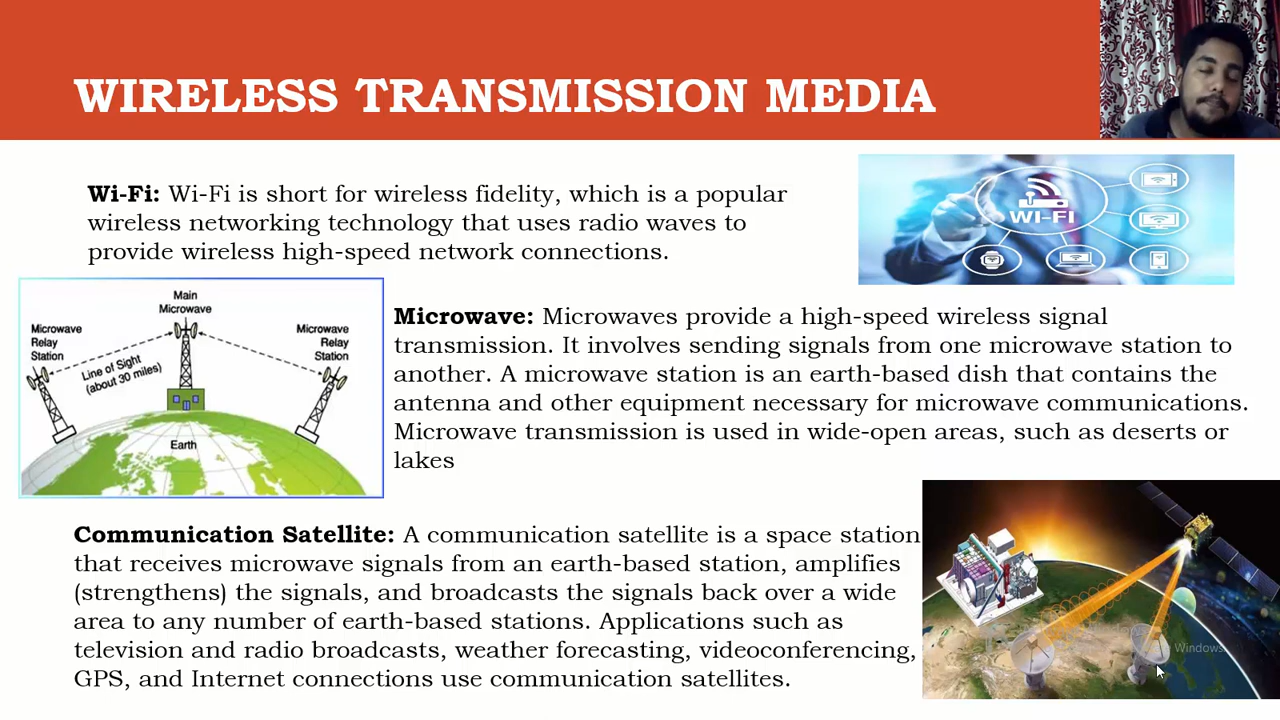 WIRELESS TRANSMISSION MEDIA
Wi-Fi: Wi-Fi is short for wireless fidelity, which is a popular
wireless networking technology that uses radio waves to
provide wireless high-speed network connections.
WI-FI
Main
Microwave
Microwave
Relay
Station
Microwave
Relay
Station
Line of Sight
(about 30 miles)
Earth
Microwave: Microwaves provide a high-speed wireless signal
transmission. It involves sending signals from one microwave station to
another. A microwave station is an earth-based dish that contains the
antenna and other equipment necessary for microwave communications.
Microwave transmission is used in wide-open areas, such as deserts or
lakes
Communication Satellite: A communication satellite is a space station
that receives microwave signals from an earth-based station, amplifies
(strengthens) the signals, and broadcasts the signals back over a wide
area to any number of earth-based stations. Applications such as
television and radio broadcasts, weather forecasting, videoconferencing,
GPS, and Internet connections use communication satellites.
Windows